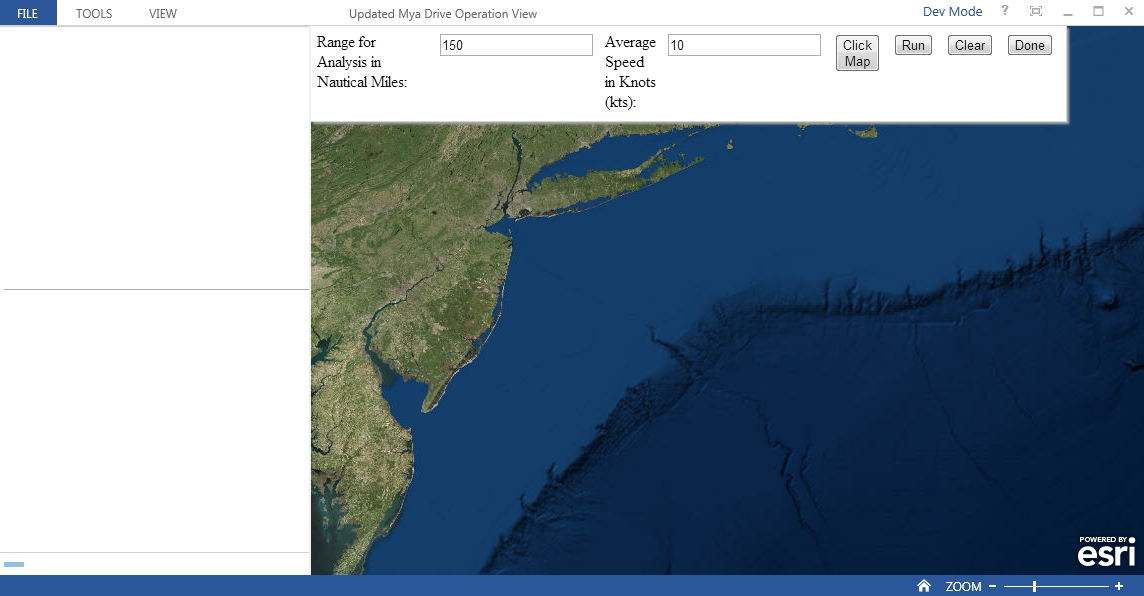 FILE TOOLS VIEW Updated Mya Drive Operation View Dev Mode ?
Range for
Analysis in
Nautical Miles:
150
Average
Speed
in Knots
(kts):
10
Click
Map
Run
Clear
Done
POWERED BY
esri
ZOOM